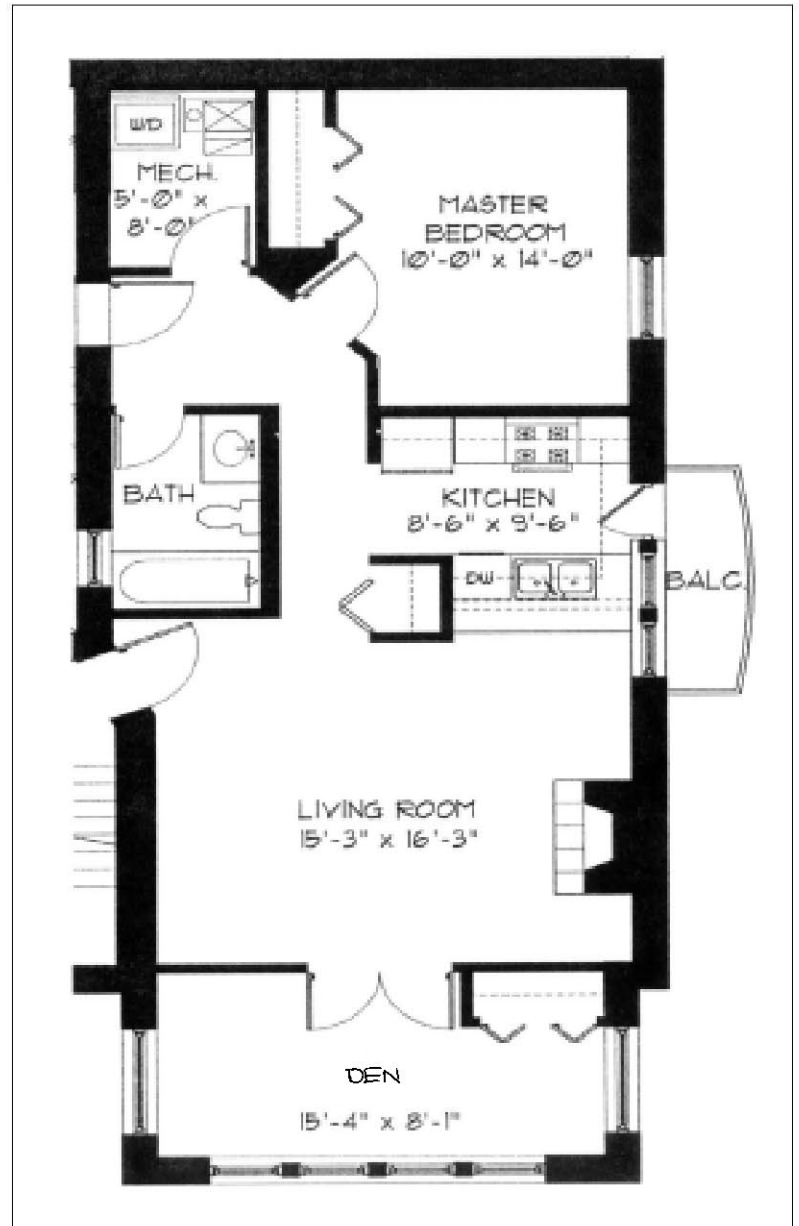 WD
MECH.
5'-0" x
8'-0"
MASTER
BEDROOM
10'-0" x 14'-0"
BATH
KITCHEN
8'-6" x 9'-6"
DW
BALC.
LIVING ROOM
15'-3" x 16'-3"
DEN
15'-4" x 8'-1"